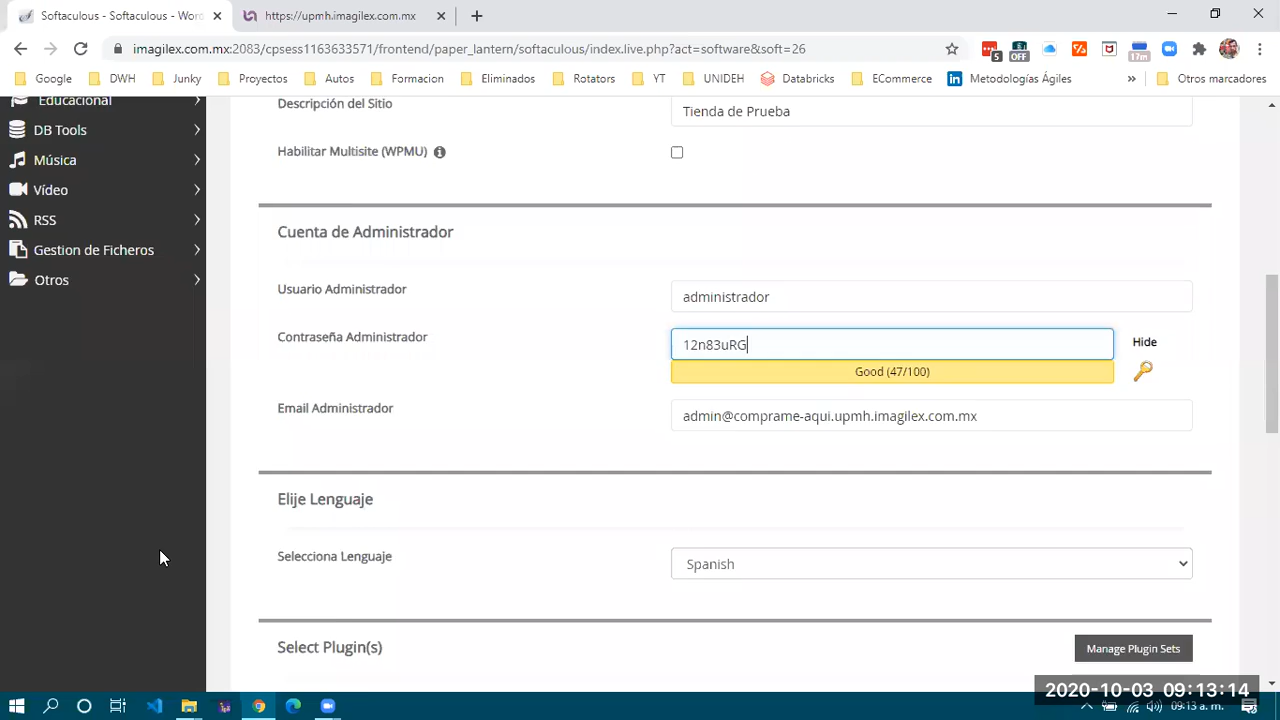 Softaculous - Softaculous - Wor
https://upmh.imagilex.com.mx
imagilex.com.mx:2083/cpsess1163633571/frontend/paper_lantern/softaculous/index.live.php?act=software&soft=26
5
OFF
17m
Google
DWH
Junky
Proyectos
Autos
Formacion
Eliminados
Rotators
YT
UNIDEH
Databricks
ECommerce
Metodologías Ágiles
»
Otros marcadores
Educacional
DB Tools
Música
Vídeo
RSS
Gestion de Ficheros
Otros
Descripción del Sitio
Tienda de Prueba
Habilitar Multisite (WPMU)
Cuenta de Administrador
Usuario Administrador
administrador
Contraseña Administrador
12n83uRG
Hide
Good (47/100)
Email Administrador
admin@comprame-aqui.upmh.imagilex.com.mx
Elije Lenguaje
Selecciona Lenguaje
Spanish
Select Plugin(s)
Manage Plugin Sets
2020-10-03 09:13:14
09:13 a. m.